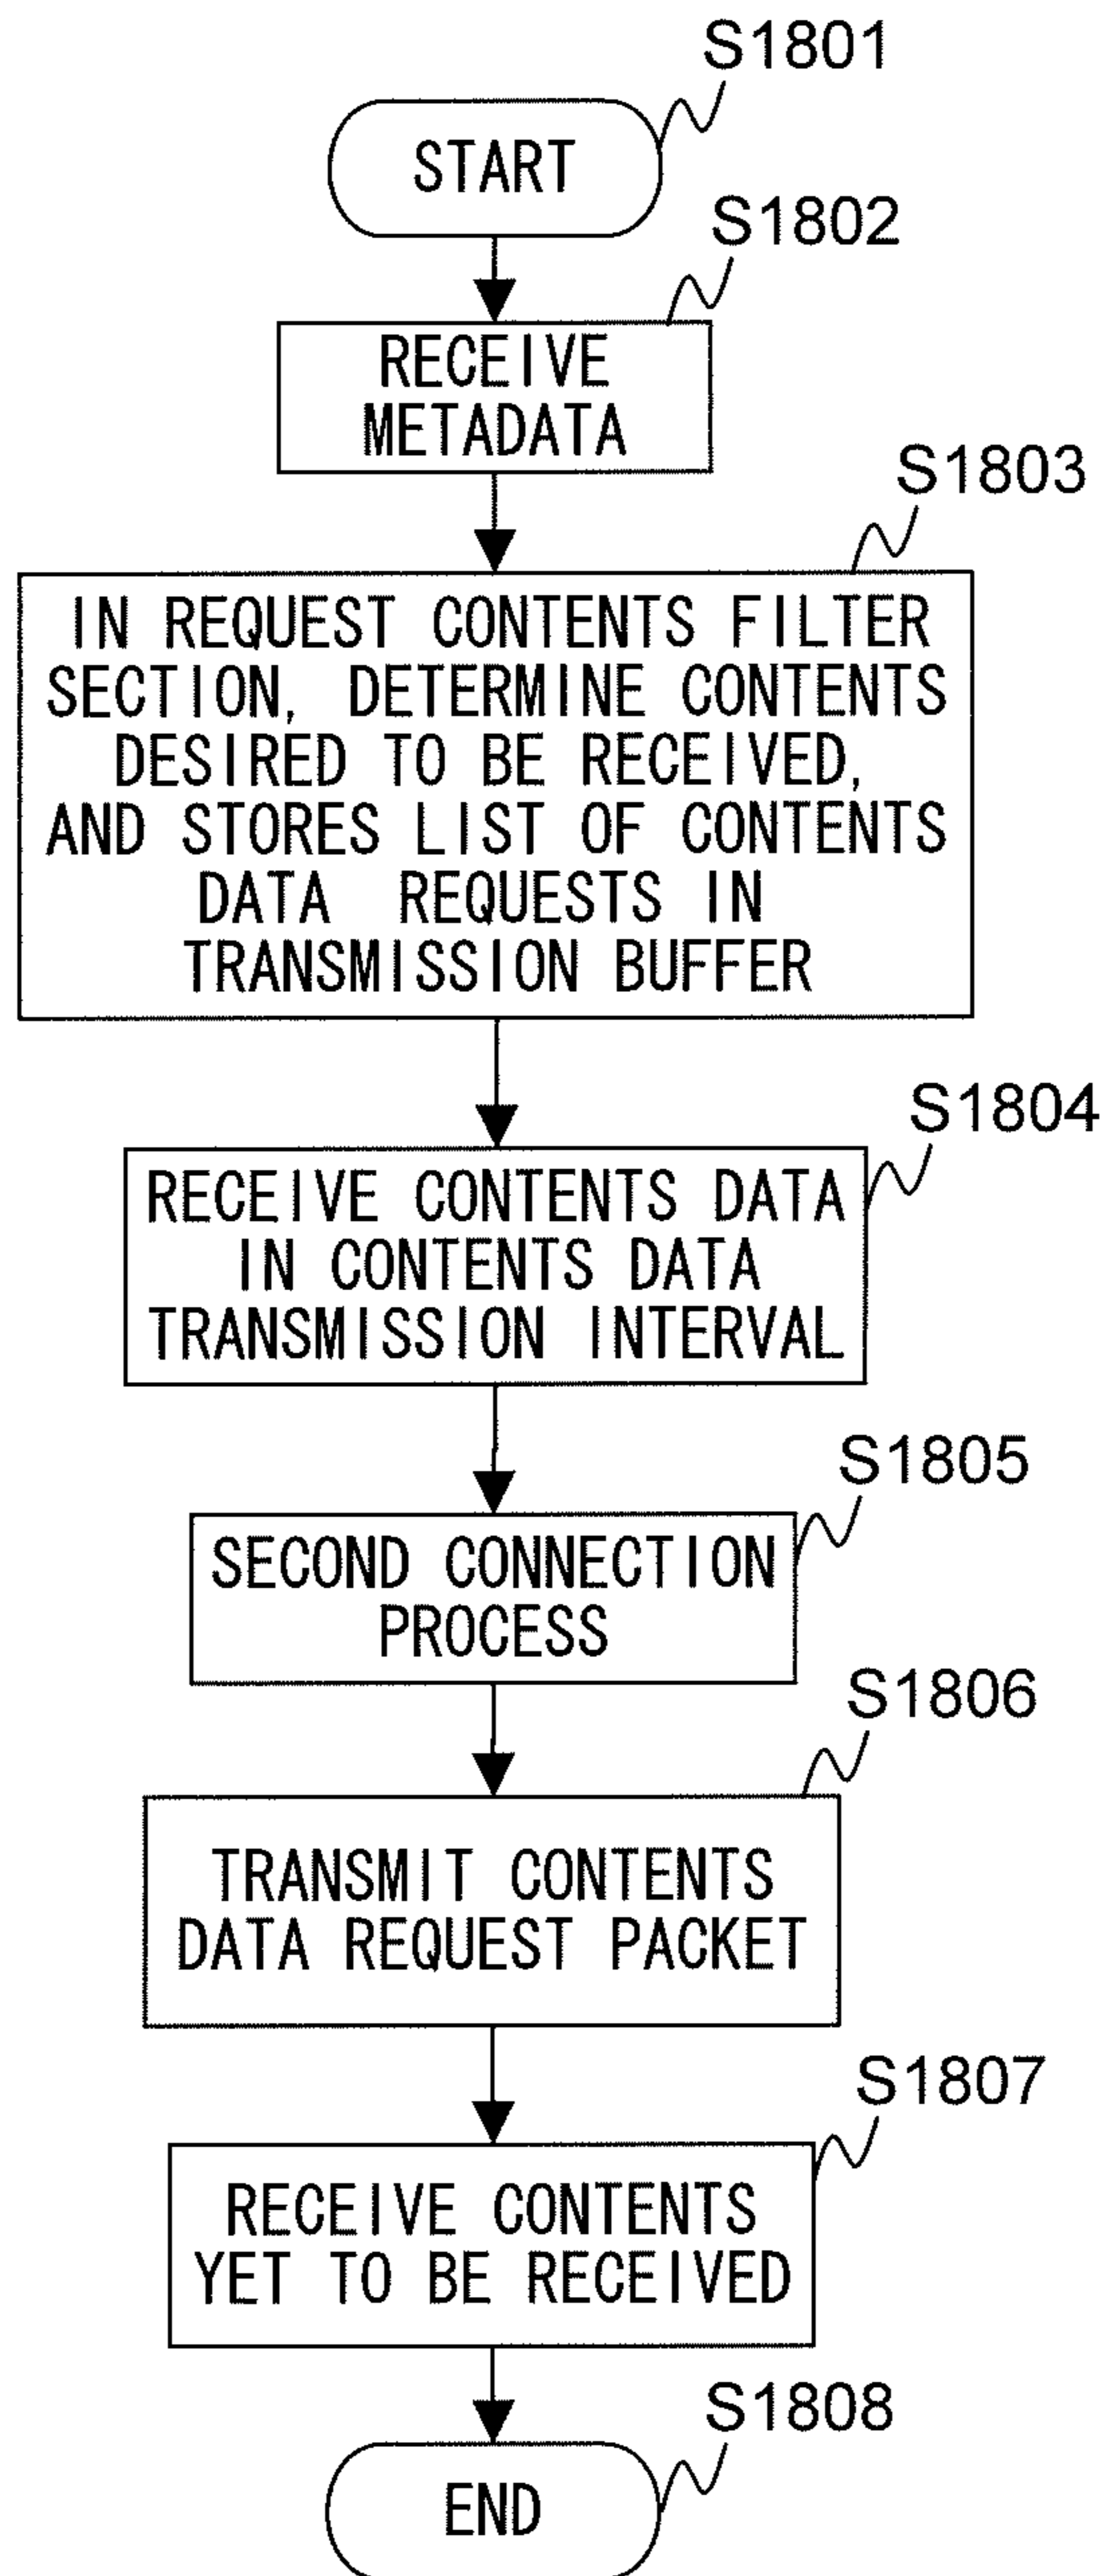 S1801
START
S1802
RECEIVE
METADATA
S1803
IN REQUEST CONTENTS FILTER
SECTION, DETERMINE CONTENTS
DESIRED TO BE RECEIVED,
AND STORES LIST OF CONTENTS
DATA REQUESTS IN
TRANSMISSION BUFFER
S1804
RECEIVE CONTENTS DATA
IN CONTENTS DATA
TRANSMISSION INTERVAL
S1805
SECOND CONNECTION
PROCESS
S1806
TRANSMIT CONTENTS
DATA REQUEST PACKET
S1807
RECEIVE CONTENTS
YET TO BE RECEIVED
S1808
END